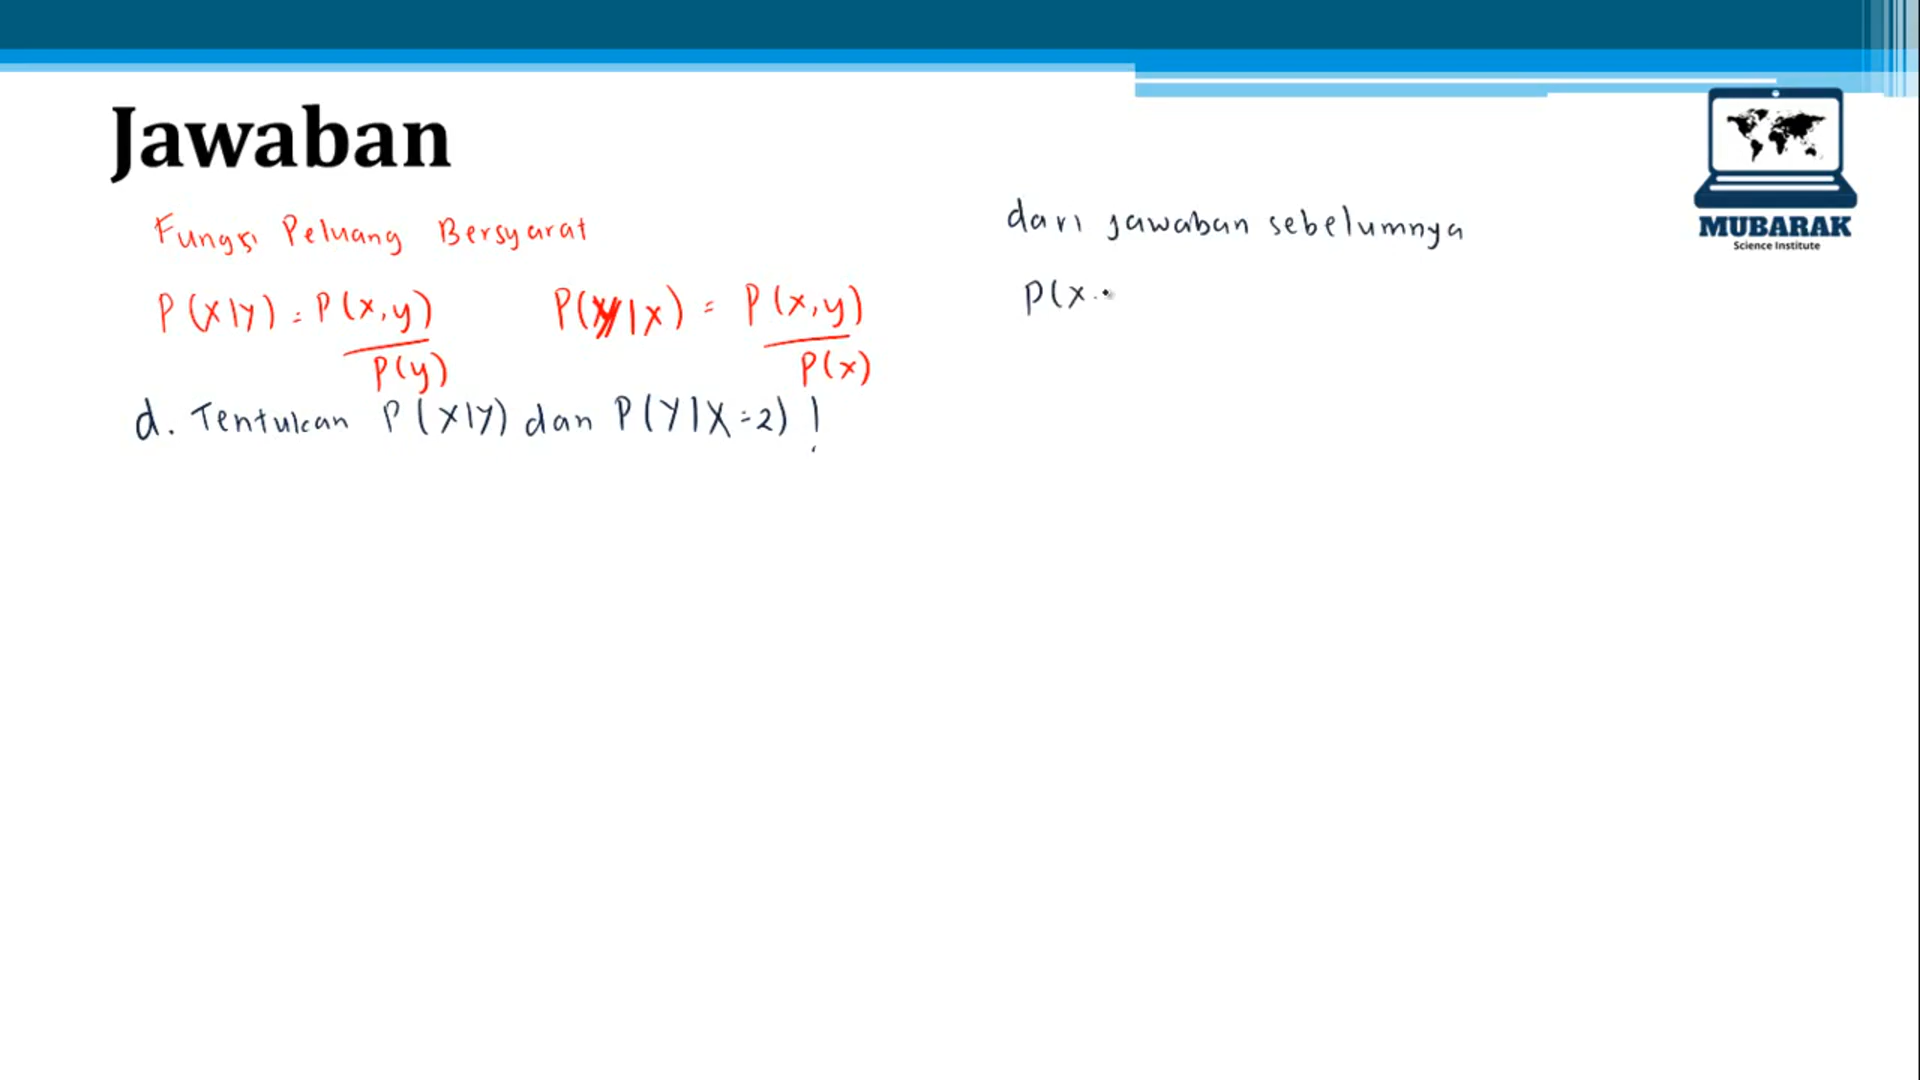 Jawaban
Fungsi Peluang Bersyarat
P(X|Y) = P(x,y) / P(y)
P(Y|X) = P(x,y) / P(x)
d. Tentukan P(X|Y) dan P(Y|X=2) !
dari jawaban sebelumnya
P(x
MUBARAK
Science Institute